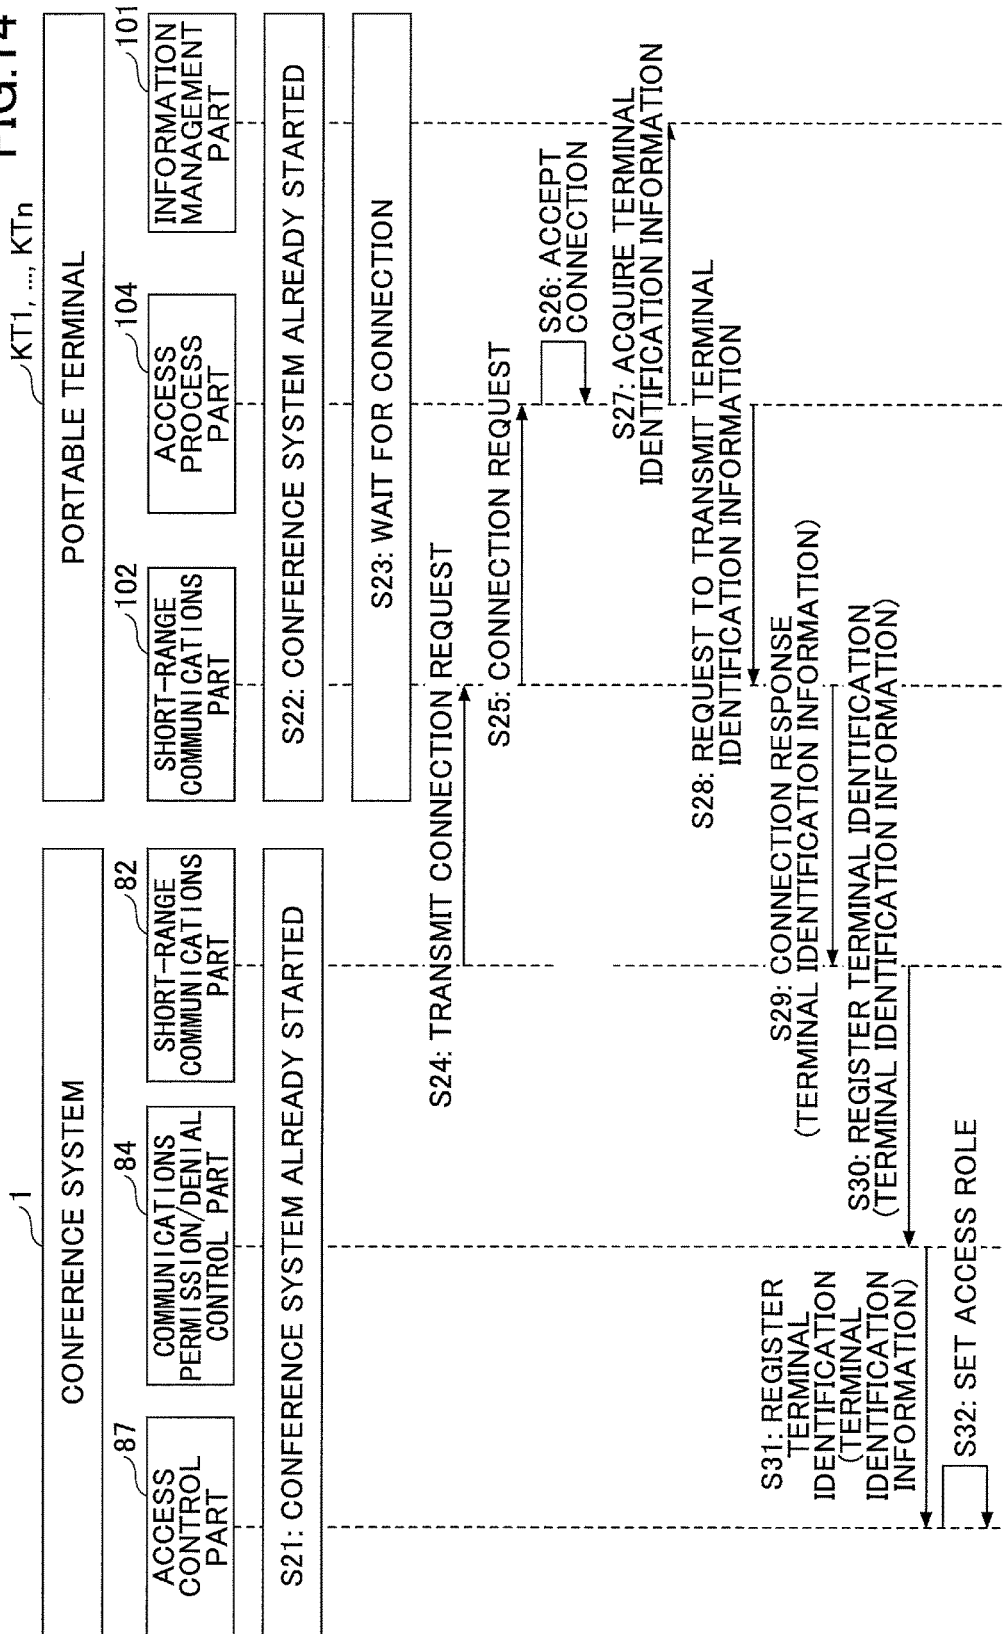 FIG.14
1
CONFERENCE SYSTEM
KT1, ..., KTn
PORTABLE TERMINAL
87
ACCESS
CONTROL
PART
84
COMMUNICATIONS
PERMISSION/DENIAL
CONTROL PART
82
SHORT-RANGE
COMMUNICATIONS
PART
102
SHORT-RANGE
COMMUNICATIONS
PART
104
ACCESS
PROCESS
PART
101
INFORMATION
MANAGEMENT
PART
S21: CONFERENCE SYSTEM ALREADY STARTED
S22: CONFERENCE SYSTEM ALREADY STARTED
S23: WAIT FOR CONNECTION
S24: TRANSMIT CONNECTION REQUEST
S25: CONNECTION REQUEST
S26: ACCEPT
CONNECTION
S27: ACQUIRE TERMINAL
IDENTIFICATION INFORMATION
S28: REQUEST TO TRANSMIT TERMINAL
IDENTIFICATION INFORMATION
S29: CONNECTION RESPONSE
(TERMINAL IDENTIFICATION INFORMATION)
S30: REGISTER TERMINAL IDENTIFICATION
(TERMINAL IDENTIFICATION INFORMATION)
S31: REGISTER
TERMINAL
IDENTIFICATION
(TERMINAL
IDENTIFICATION
INFORMATION)
S32: SET ACCESS ROLE